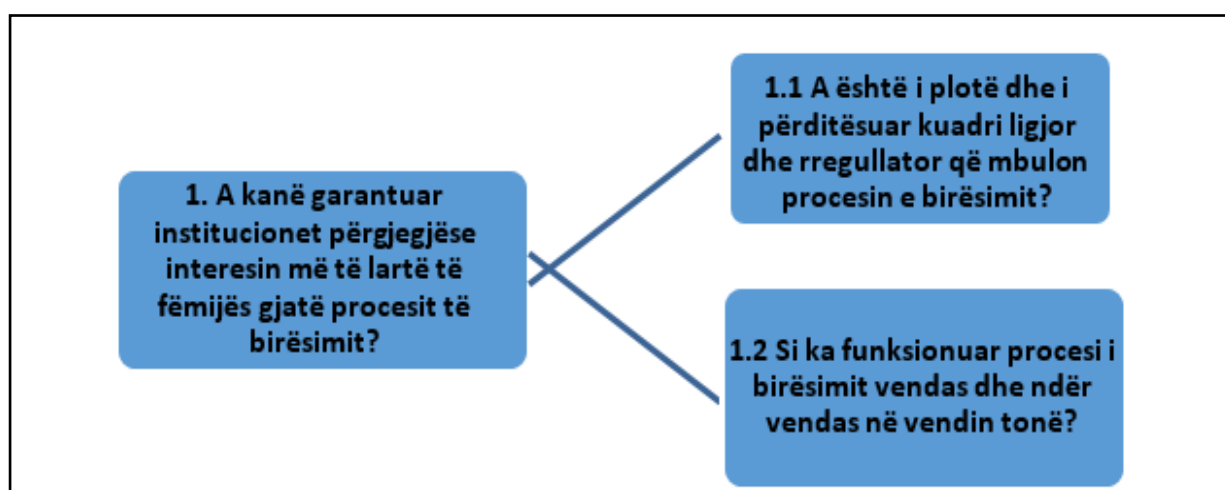 1. A kanë garantuar
institucionet përgjegjëse
interesin më të lartë të
fëmijës gjatë procesit të
birësimit?
1.1 A është i plotë dhe i
përditësuar kuadri ligjor
dhe rregullator që mbulon
procesin e birësimit?
1.2 Si ka funksionuar procesi i
birësimit vendas dhe ndër
vendas në vendin tonë?